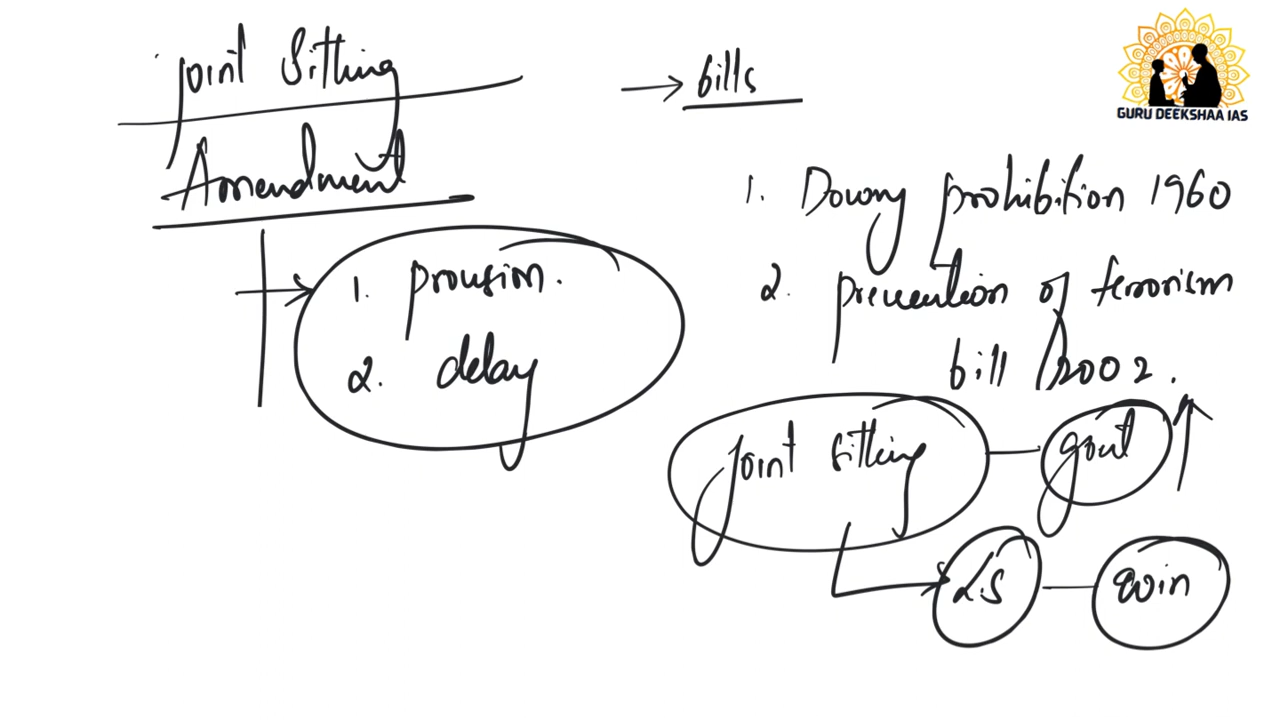 Joint Sitting
Amendment
1. provision.
2. delay
→ bills
1. Dowry prohibition 1960
2. prevention of terrorism
bill /2002.
Joint Sitting — govt ↑
L.S — win
GURU DEEKSHAA IAS